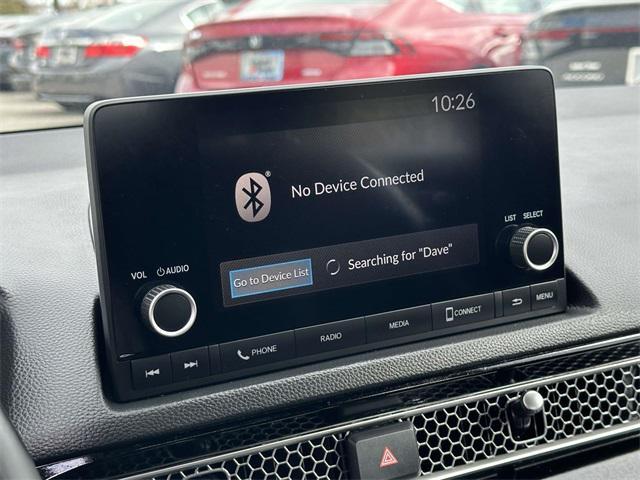 10:26
®
No Device Connected
LIST SELECT
Go to Device List Searching for "Dave"
VOL AUDIO
PHONE RADIO MEDIA CONNECT MENU